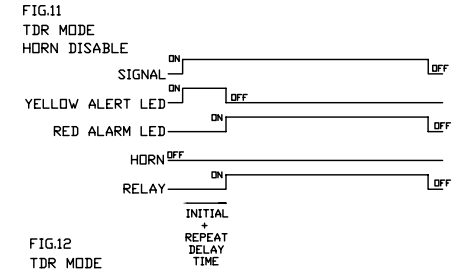 FIG.11
TDR MODE
HORN DISABLE
ON
SIGNAL
OFF
ON
YELLOW ALERT LED
OFF
ON
RED ALARM LED
OFF
HORN
OFF
ON
RELAY
OFF
INITIAL
+
REPEAT
DELAY
TIME
FIG.12
TDR MODE